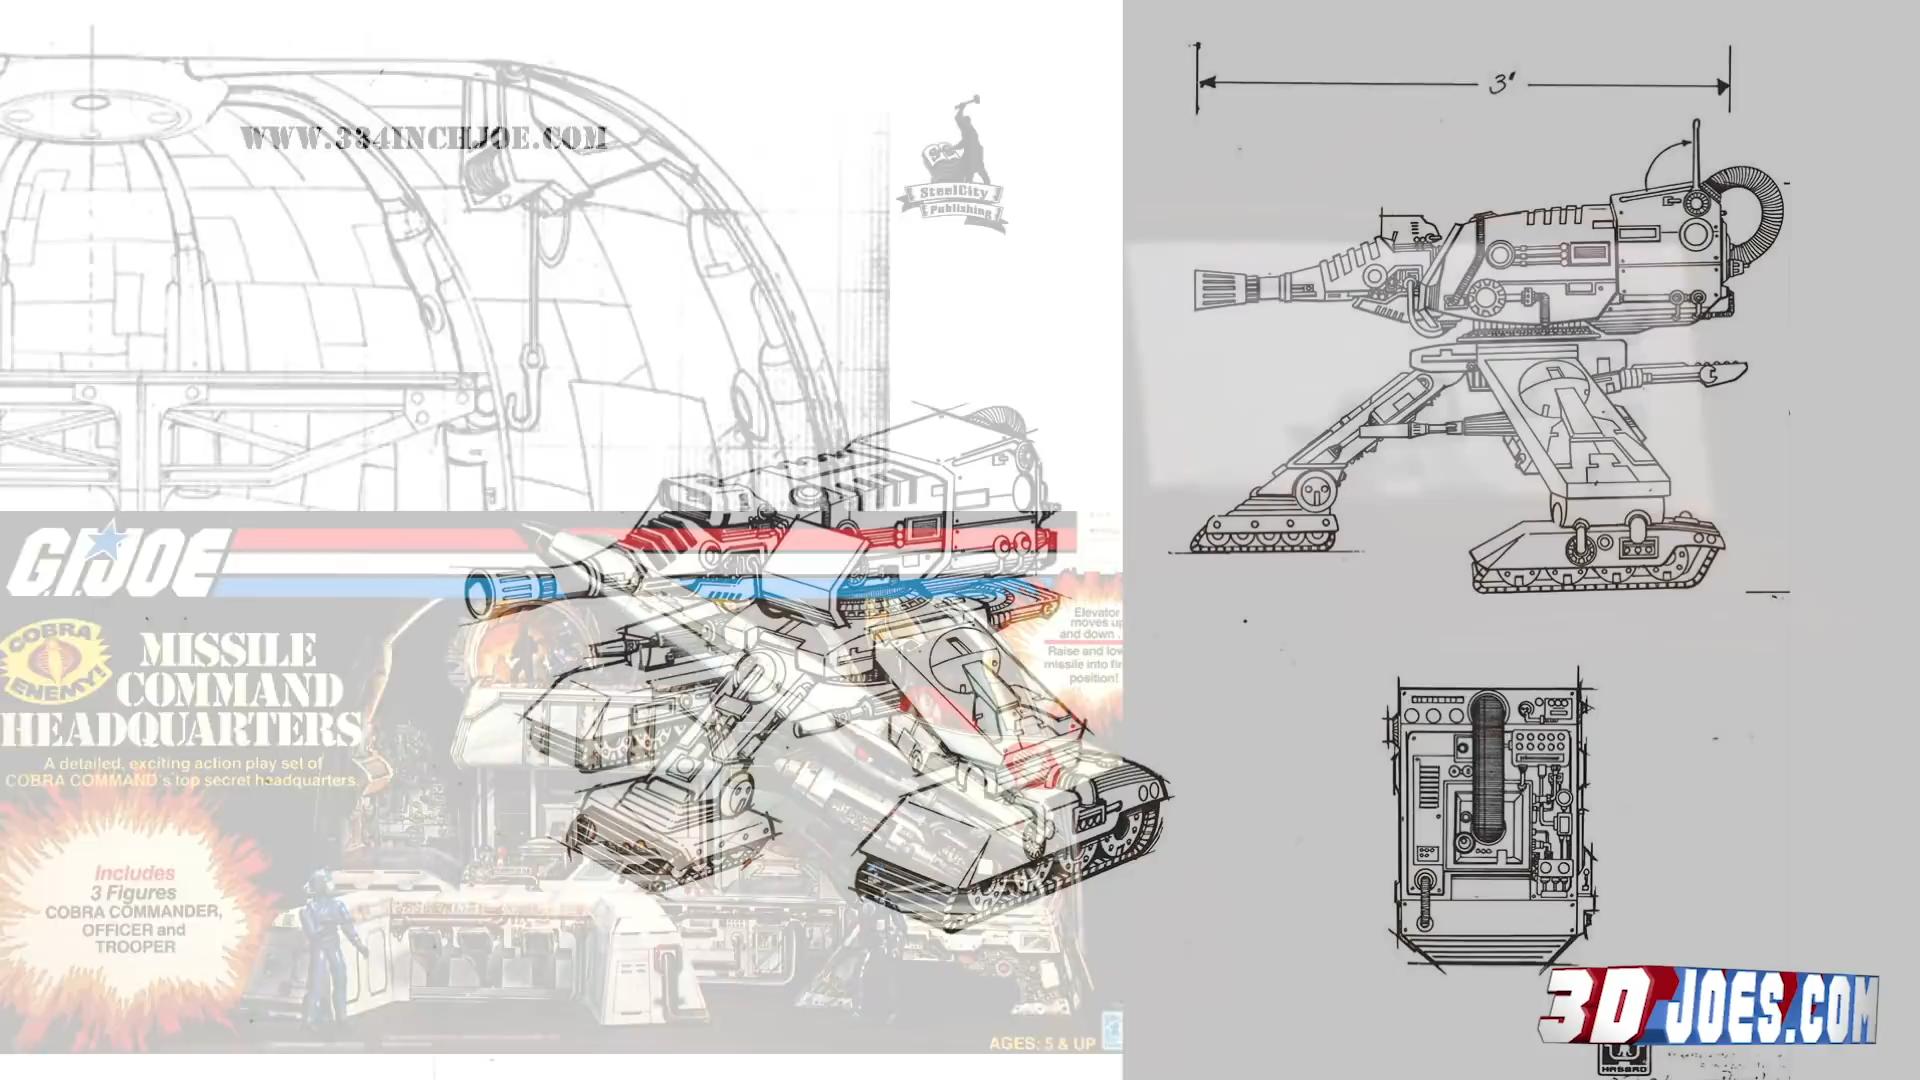 3"
WWW.334INCHJOE.COM
SteelCity
Publishing
G.I. JOE
COBRA
ENEMY!
MISSILE
COMMAND
HEADQUARTERS
A detailed, exciting action play set of
COBRA COMMAND's top secret headquarters.
Includes
3 Figures
COBRA COMMANDER,
OFFICER and
TROOPER
Elevator
moves up
and down
Raise and low
missile into fir
position!
AGES: 5 & UP
3DJOES.COM
HASBRO